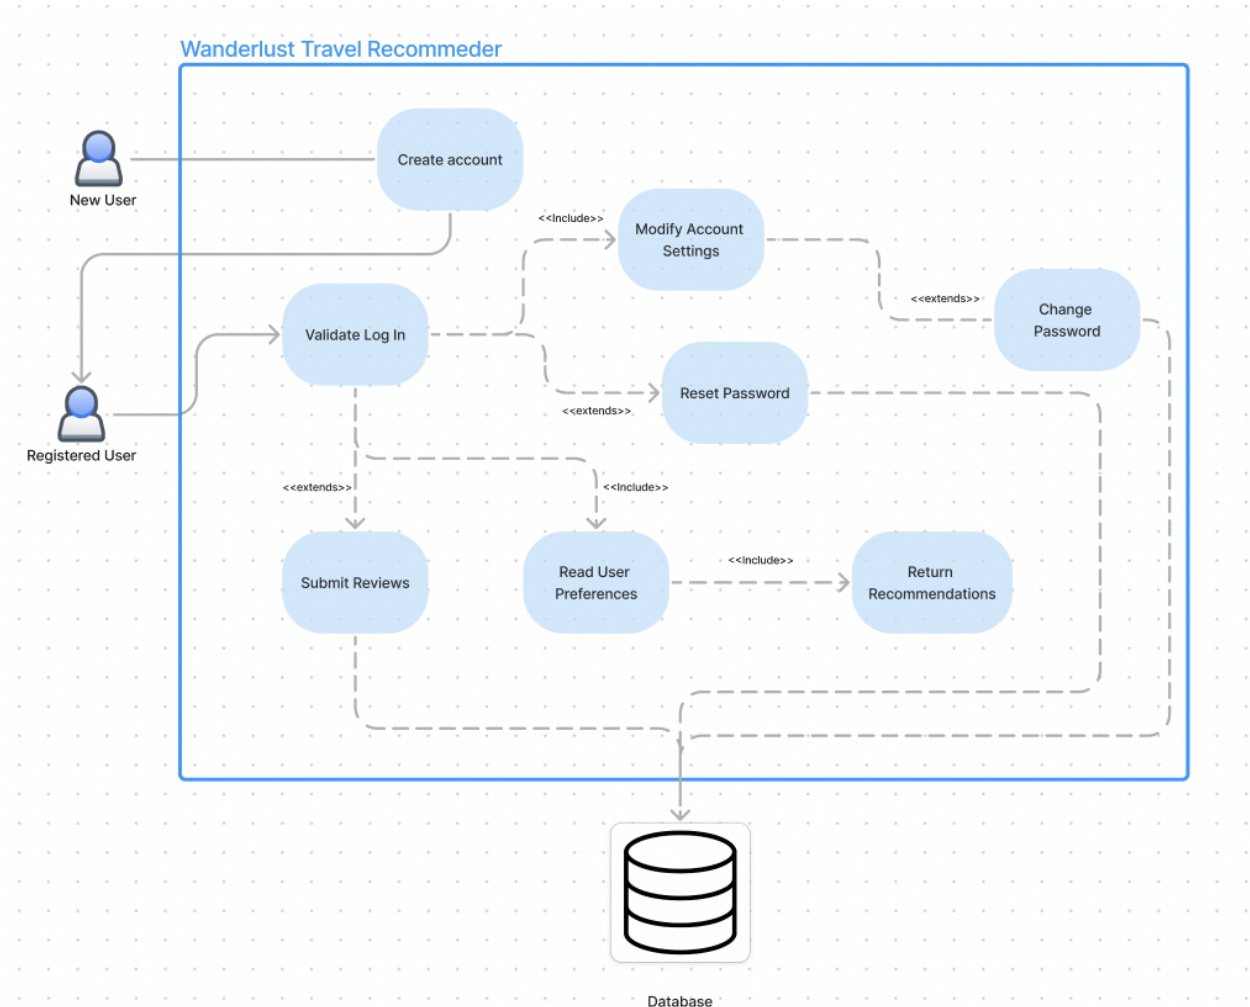 Wanderlust Travel Recommeder
Create account
New User
<<Include>>
Modify Account
Settings
<<extends>>
Change
Password
Validate Log In
Reset Password
<<extends>>
Registered User
<<extends>>
<<Include>>
Submit Reviews
Read User
Preferences
<<Include>>
Return
Recommendations
Database